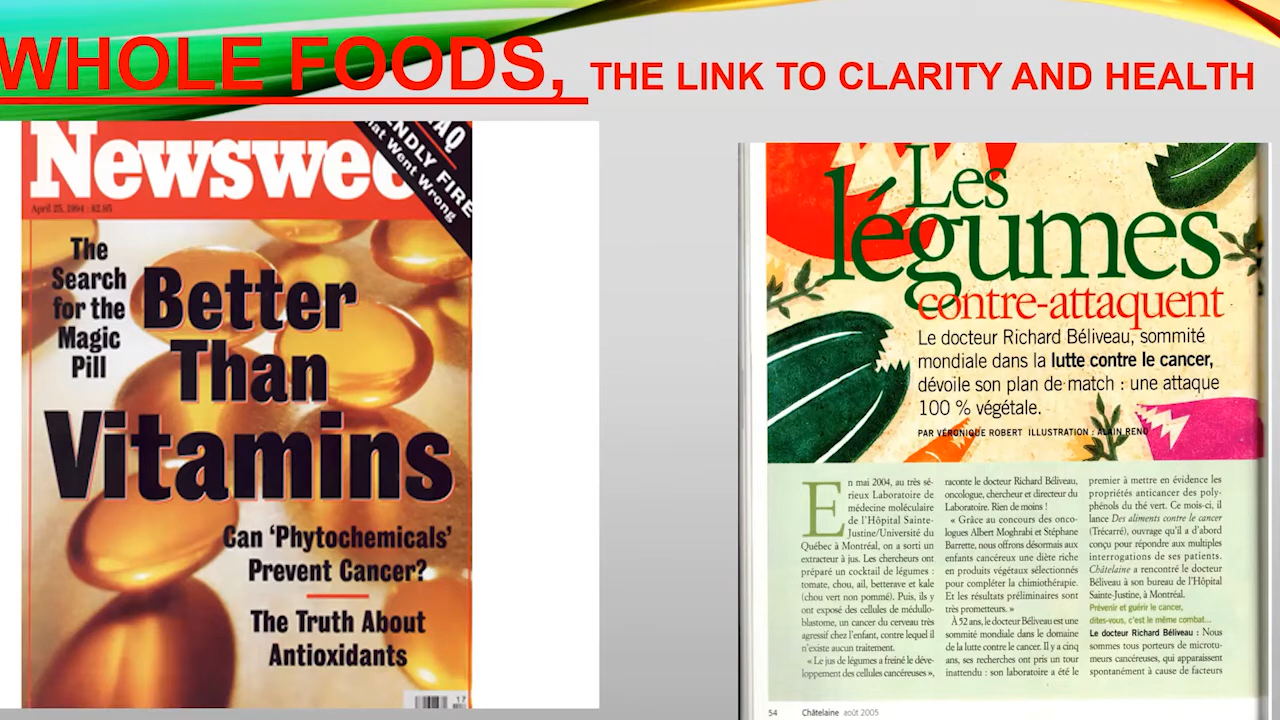 WHOLE FOODS, THE LINK TO CLARITY AND HEALTH
Newswee
April 25, 1994 : $2.95
ENDLY FIRE
at Went Wrong
The
Search
for the
Magic
Pill
Better
Than
Vitamins
Can ‘Phytochemicals’
Prevent Cancer?
The Truth About
Antioxidants
17
Les
légumes
contre-attaquent
Le docteur Richard Béliveau, sommité
mondiale dans la lutte contre le cancer,
dévoile son plan de match : une attaque
100 % végétale.
PAR VÉRONIQUE ROBERT ILLUSTRATION : ALAIN RENO
En mai 2004, au très sé-
rieux Laboratoire de
médecine moléculaire
de l'Hôpital Sainte-
Justine/Université du
Québec à Montréal, on a sorti un
extracteur à jus. Les chercheurs ont
préparé un cocktail de légumes :
tomate, chou, ail, betterave et kale
(chou vert non pommé). Puis, ils y
ont exposé des cellules de médullo-
blastome, un cancer du cerveau très
agressif chez l'enfant, contre lequel il
n'existe aucun traitement.
« Le jus de légumes a freiné le déve-
loppement des cellules cancéreuses »,
raconte le docteur Richard Béliveau,
oncologue, chercheur et directeur du
Laboratoire. Rien de moins !
« Grâce au concours des onco-
logues Albert Moghrabi et Stéphane
Barrette, nous offrons désormais aux
enfants cancéreux une diète riche
en produits végétaux sélectionnés
pour compléter la chimiothérapie.
Et les résultats préliminaires sont
très prometteurs. »
À 52 ans, le docteur Béliveau est une
sommité mondiale dans le domaine
de la lutte contre le cancer. Il y a cinq
ans, ses recherches ont pris un tour
inattendu : son laboratoire a été le
premier à mettre en évidence les
propriétés anticancer des poly-
phénols du thé vert. Ce mois-ci, il
lance Des aliments contre le cancer
(Trécarré), ouvrage qu'il a d'abord
conçu pour répondre aux multiples
interrogations de ses patients.
Châtelaine a rencontré le docteur
Béliveau à son bureau de l'Hôpital
Sainte-Justine, à Montréal.
Prévenir et guérir le cancer,
dites-vous, c'est le même combat...
Le docteur Richard Béliveau : Nous
sommes tous porteurs de microtu-
meurs cancéreuses, qui apparaissent
spontanément à cause de facteurs
54 Châtelaine août 2005